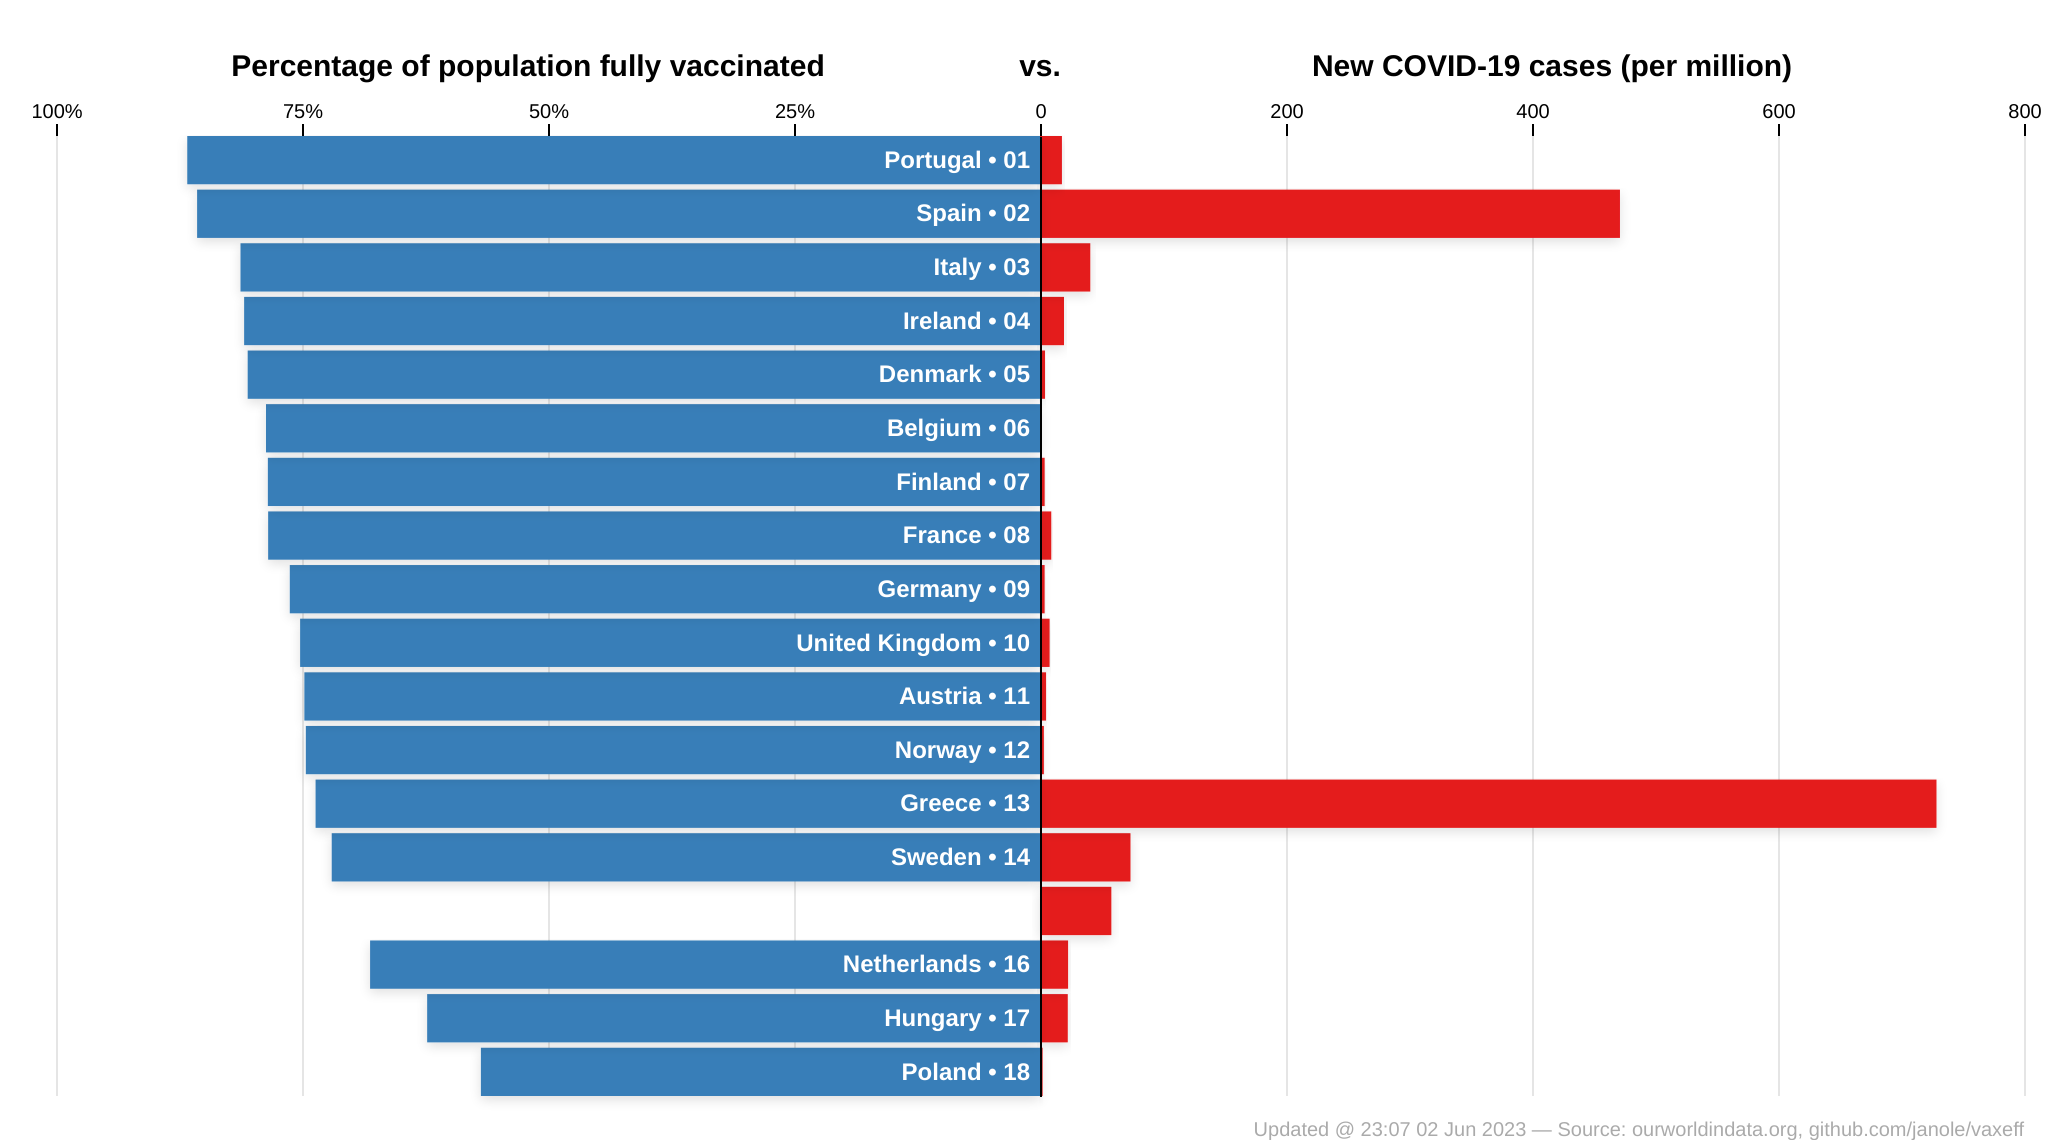 Percentage of population fully vaccinated vs. New COVID-19 cases (per million)
100% 75% 50% 25% 0 200 400 600 800
Portugal • 01
Spain • 02
Italy • 03
Ireland • 04
Denmark • 05
Belgium • 06
Finland • 07
France • 08
Germany • 09
United Kingdom • 10
Austria • 11
Norway • 12
Greece • 13
Sweden • 14
Netherlands • 16
Hungary • 17
Poland • 18
Updated @ 23:07 02 Jun 2023 — Source: ourworldindata.org, github.com/janole/vaxeff